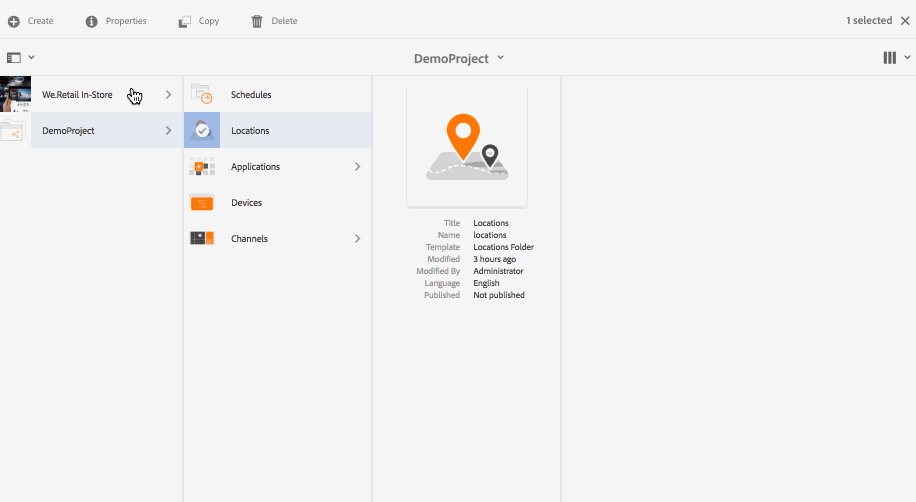 Create Properties Copy Delete 1 selected
DemoProject
We.Retail In-Store
DemoProject
Schedules
Locations
Applications
Devices
Channels
Title Locations
Name locations
Template Locations Folder
Modified 3 hours ago
Modified By Administrator
Language English
Published Not published